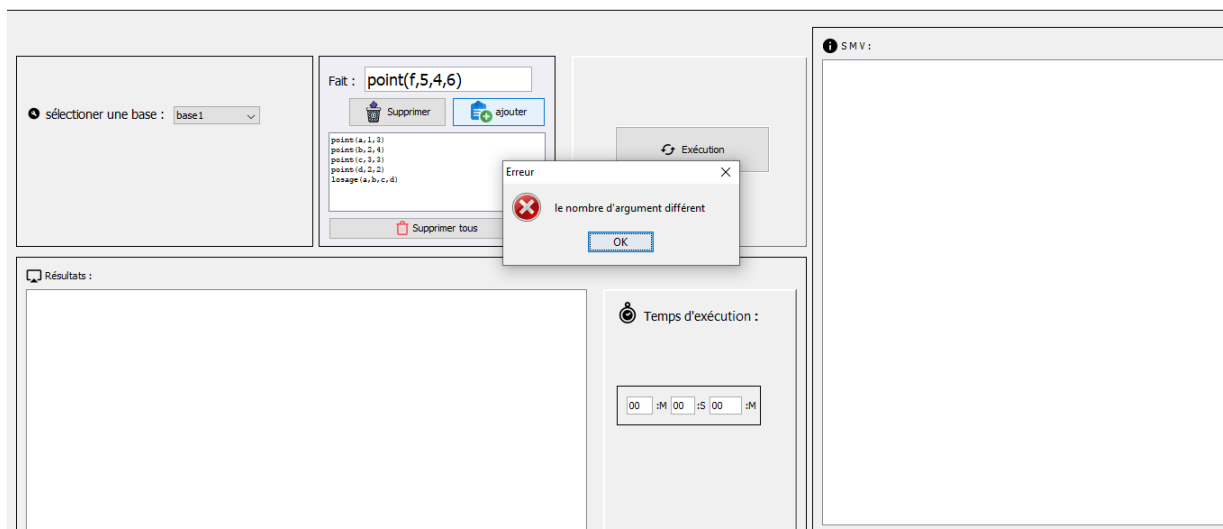 SMV:
Fait : point(f,5,4,6)
Supprimer
ajouter
sélectioner une base : base1
point(a,1,3)
point(b,2,4)
point(c,3,3)
point(d,2,2)
losage(a,b,c,d)
Exécution
Erreur
le nombre d'argument différent
OK
Supprimer tous
Résultats :
Temps d'exécution :
00 :M 00 :S 00 :M